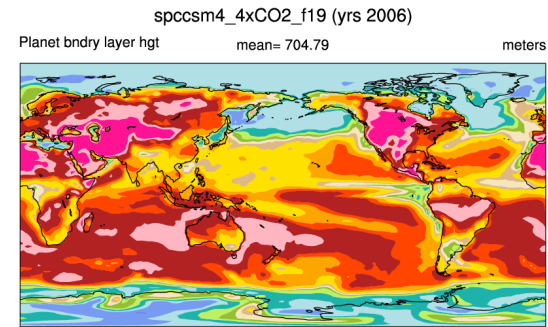 spccsm4_4xCO2_f19 (yrs 2006)
Planet bndry layer hgt mean= 704.79 meters